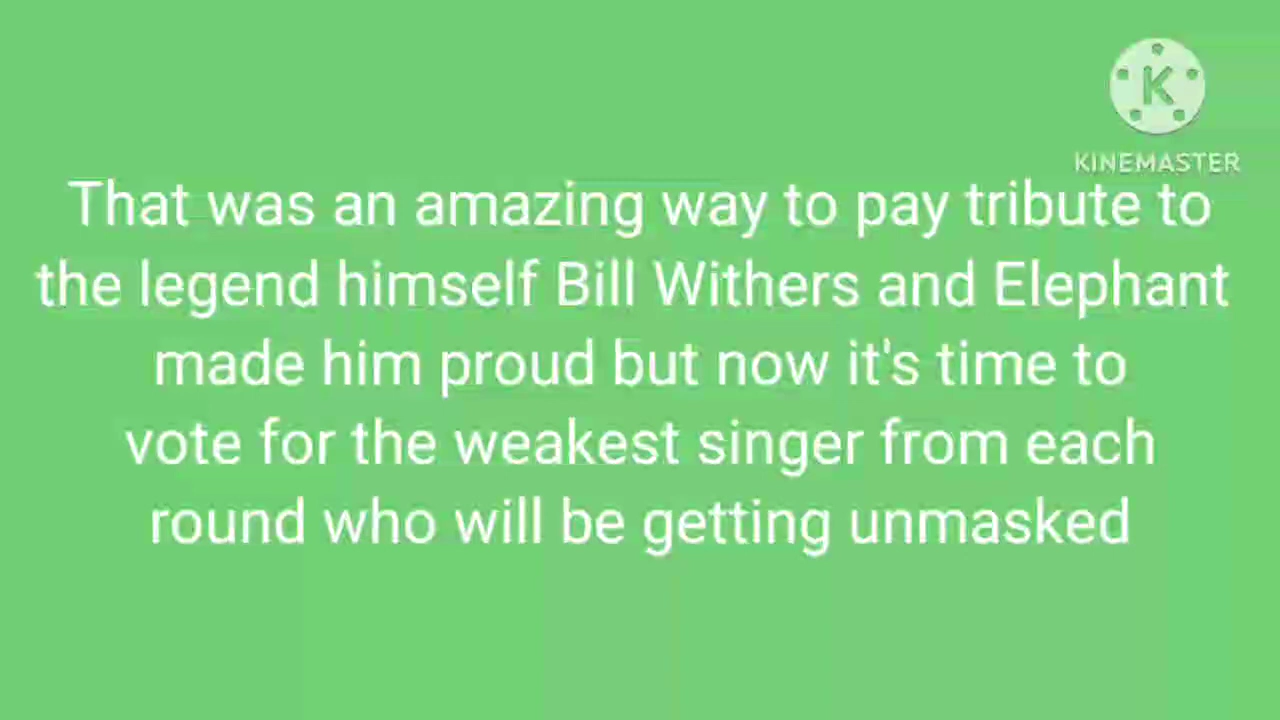 K
KINEMASTER
That was an amazing way to pay tribute to
the legend himself Bill Withers and Elephant
made him proud but now it's time to
vote for the weakest singer from each
round who will be getting unmasked